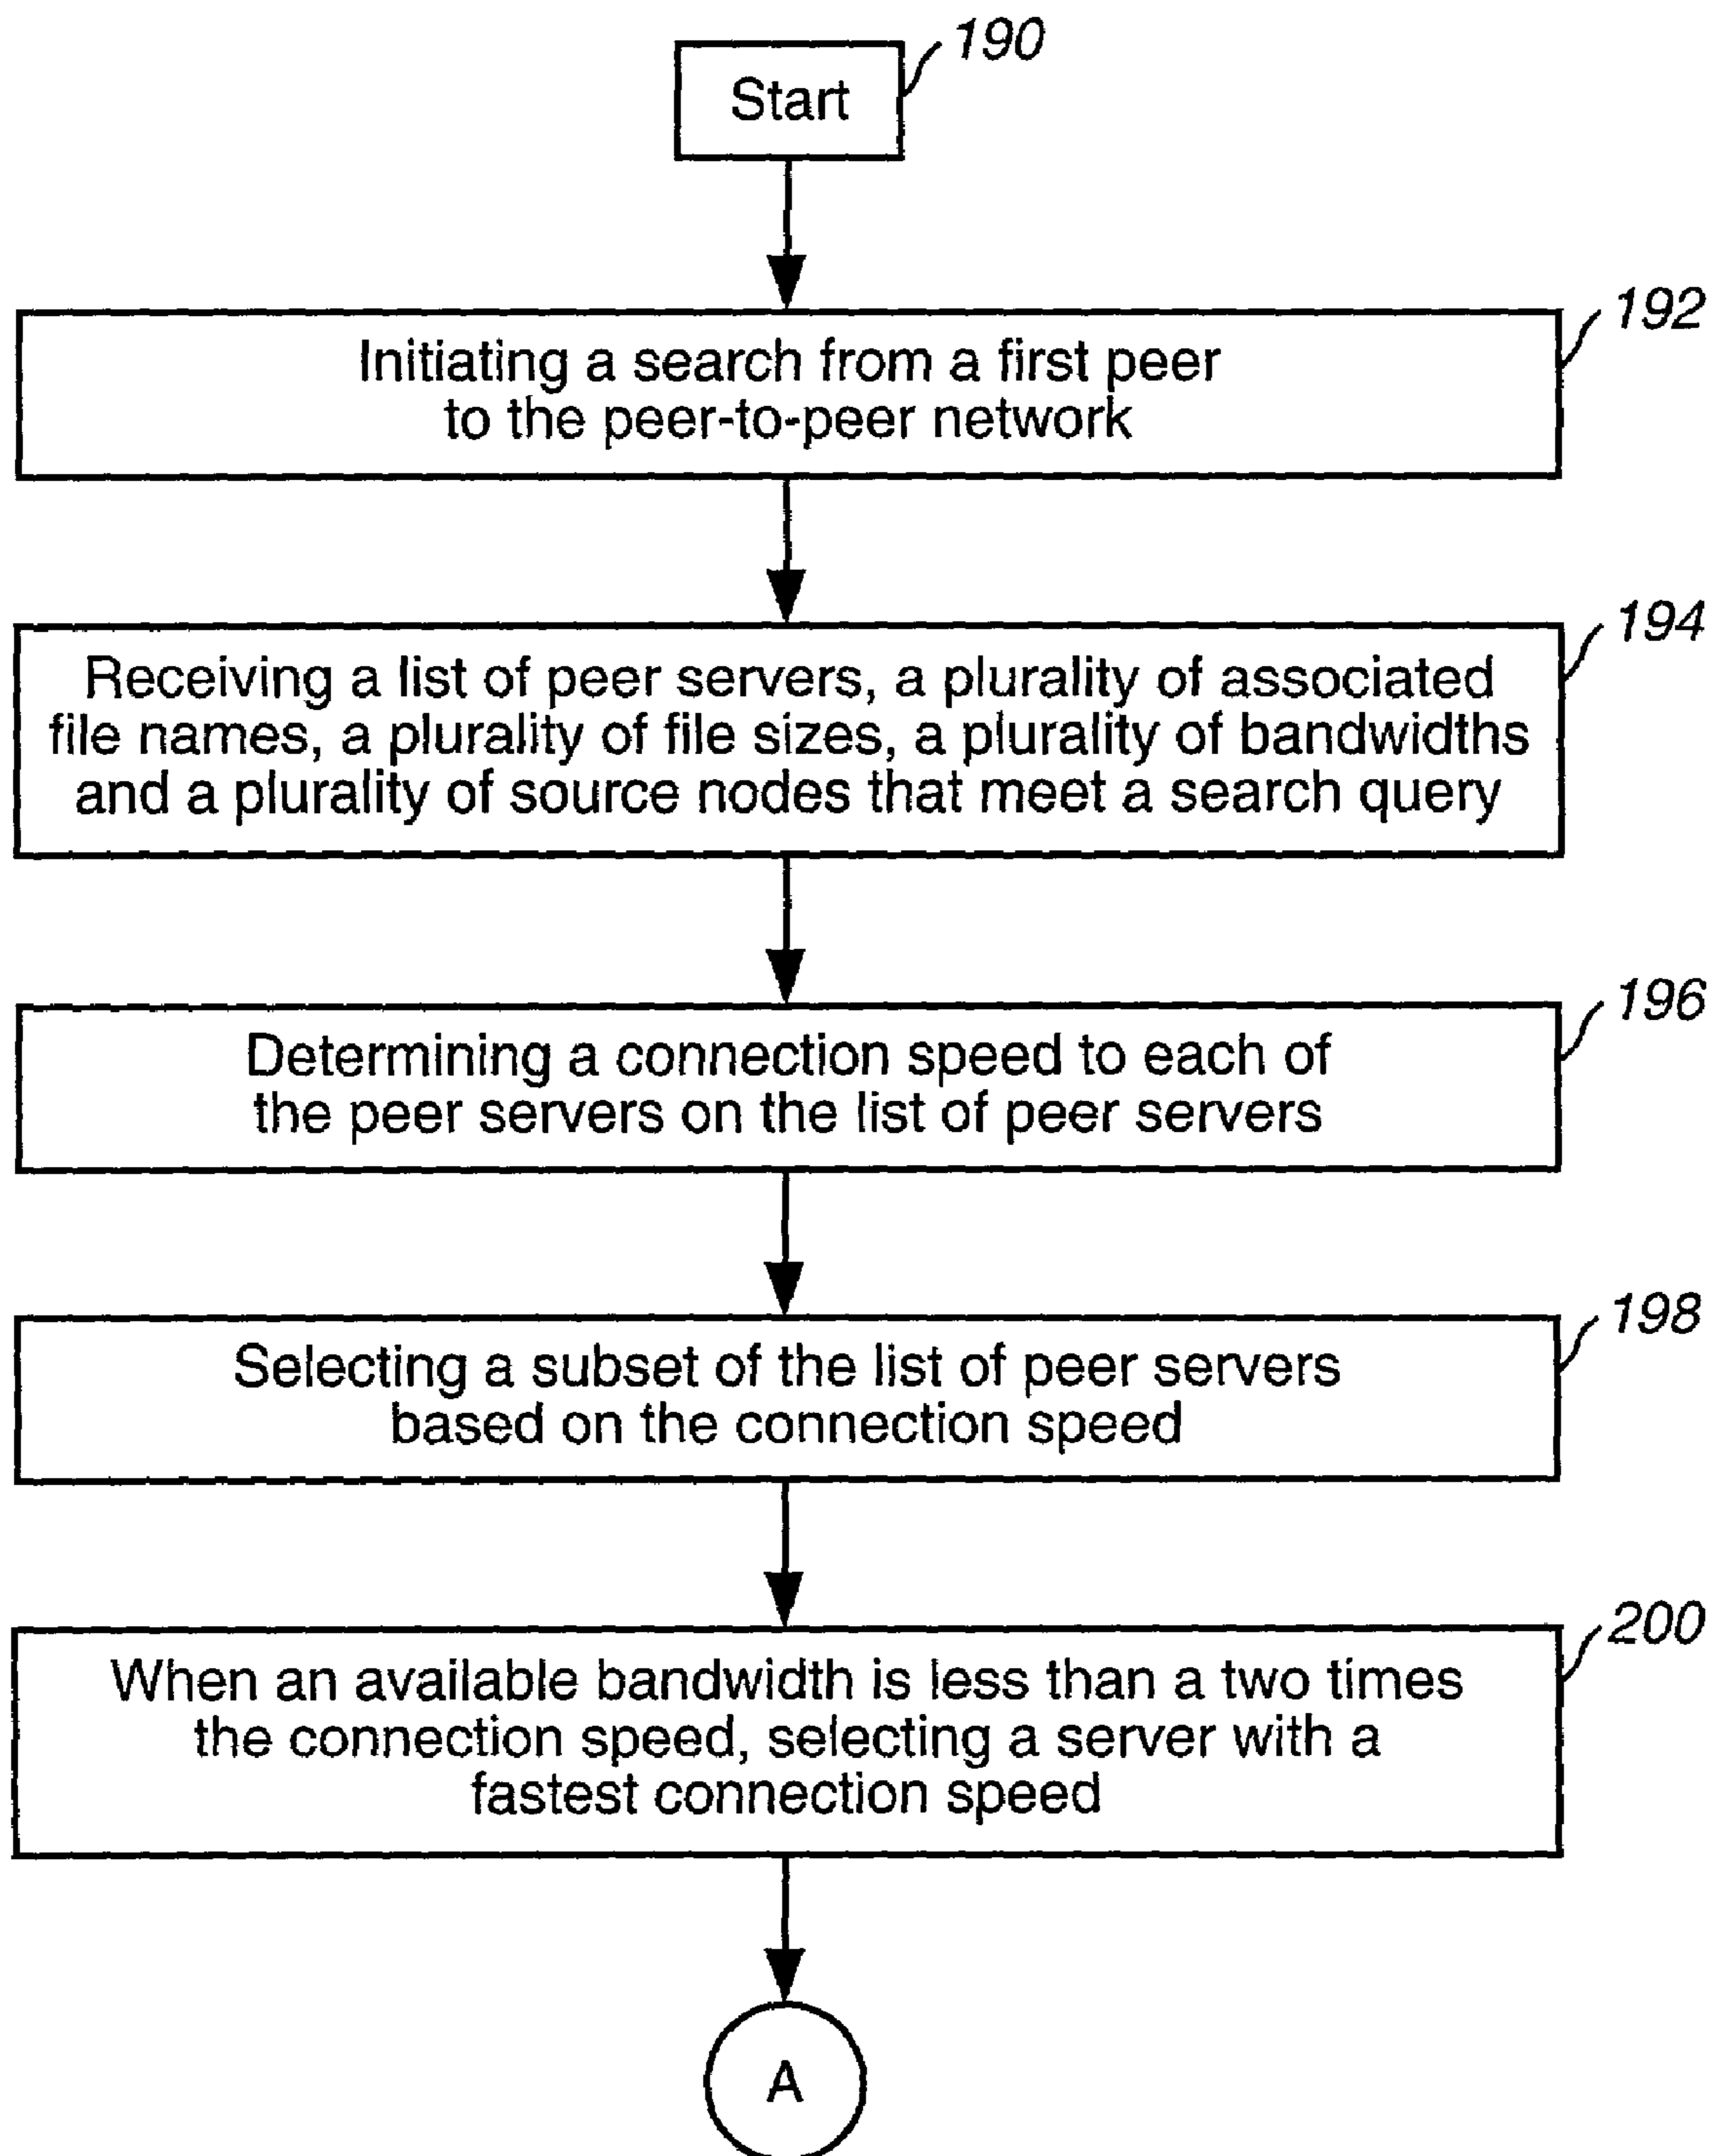 Start
190
Initiating a search from a first peer
to the peer-to-peer network
192
Receiving a list of peer servers, a plurality of associated
file names, a plurality of file sizes, a plurality of bandwidths
and a plurality of source nodes that meet a search query
194
Determining a connection speed to each of
the peer servers on the list of peer servers
196
Selecting a subset of the list of peer servers
based on the connection speed
198
When an available bandwidth is less than a two times
the connection speed, selecting a server with a
fastest connection speed
200
A